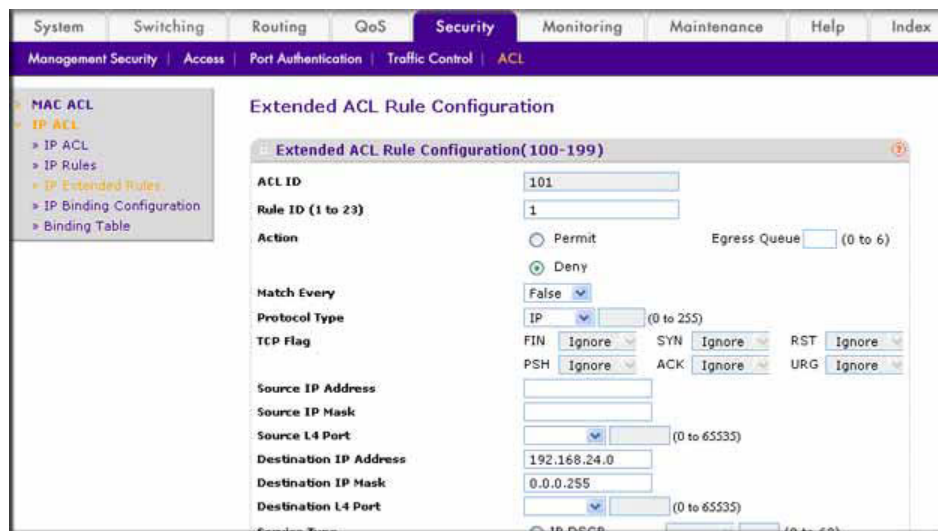 System Switching Routing QoS Security Monitoring Maintenance Help Index
Management Security | Access | Port Authentication | Traffic Control | ACL
MAC ACL
IP ACL
» IP ACL
» IP Rules
» IP Extended Rules
» IP Binding Configuration
» Binding Table
Extended ACL Rule Configuration
Extended ACL Rule Configuration(100-199)
ACL ID 101
Rule ID (1 to 23) 1
Action Permit Egress Queue (0 to 6)
Deny
Match Every False
Protocol Type IP (0 to 255)
TCP Flag FIN Ignore SYN Ignore RST Ignore
PSH Ignore ACK Ignore URG Ignore
Source IP Address
Source IP Mask
Source L4 Port (0 to 65535)
Destination IP Address 192.168.24.0
Destination IP Mask 0.0.0.255
Destination L4 Port (0 to 65535)
Service Type IP DSCP